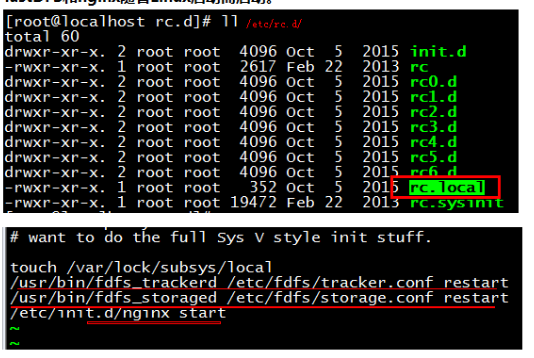 [root@localhost rc.d]# ll /etc/rc.d/
total 60
drwxr-xr-x. 2 root root 4096 Oct 5 2015 init.d
-rwxr-xr-x. 1 root root 2617 Feb 22 2013 rc
drwxr-xr-x. 2 root root 4096 Oct 5 2015 rc0.d
drwxr-xr-x. 2 root root 4096 Oct 5 2015 rc1.d
drwxr-xr-x. 2 root root 4096 Oct 5 2015 rc2.d
drwxr-xr-x. 2 root root 4096 Oct 5 2015 rc3.d
drwxr-xr-x. 2 root root 4096 Oct 5 2015 rc4.d
drwxr-xr-x. 2 root root 4096 Oct 5 2015 rc5.d
drwxr-xr-x. 2 root root 4096 Oct 5 2015 rc6.d
-rwxr-xr-x. 1 root root 352 Oct 5 2015 rc.local
-rwxr-xr-x. 1 root root 19472 Feb 22 2013 rc.sysinit
# want to do the full Sys V style init stuff.
touch /var/lock/subsys/local
/usr/bin/fdfs_trackerd /etc/fdfs/tracker.conf restart
/usr/bin/fdfs_storaged /etc/fdfs/storage.conf restart
/etc/init.d/nginx start
~
~